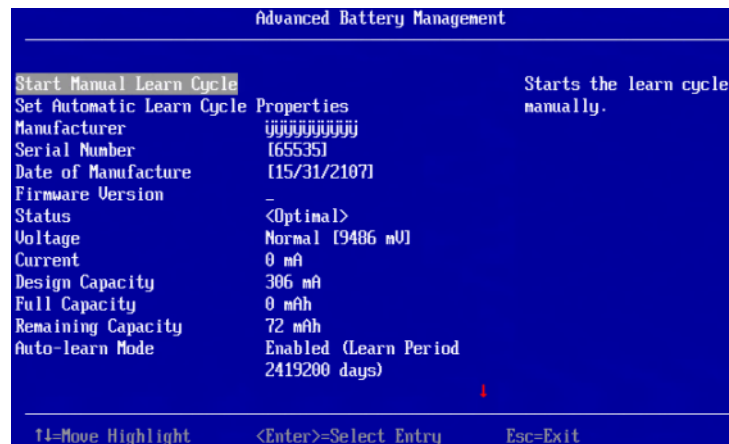 Advanced Battery Management
Start Manual Learn Cycle Starts the learn cycle
Set Automatic Learn Cycle Properties manually.
Manufacturer ÿÿÿÿÿÿÿÿÿÿÿ
Serial Number [65535]
Date of Manufacture [15/31/2107]
Firmware Version _
Status <Optimal>
Voltage Normal [9486 mV]
Current 0 mA
Design Capacity 306 mA
Full Capacity 0 mAh
Remaining Capacity 72 mAh
Auto-learn Mode Enabled (Learn Period
2419200 days)
↓
↑↓=Move Highlight <Enter>=Select Entry Esc=Exit